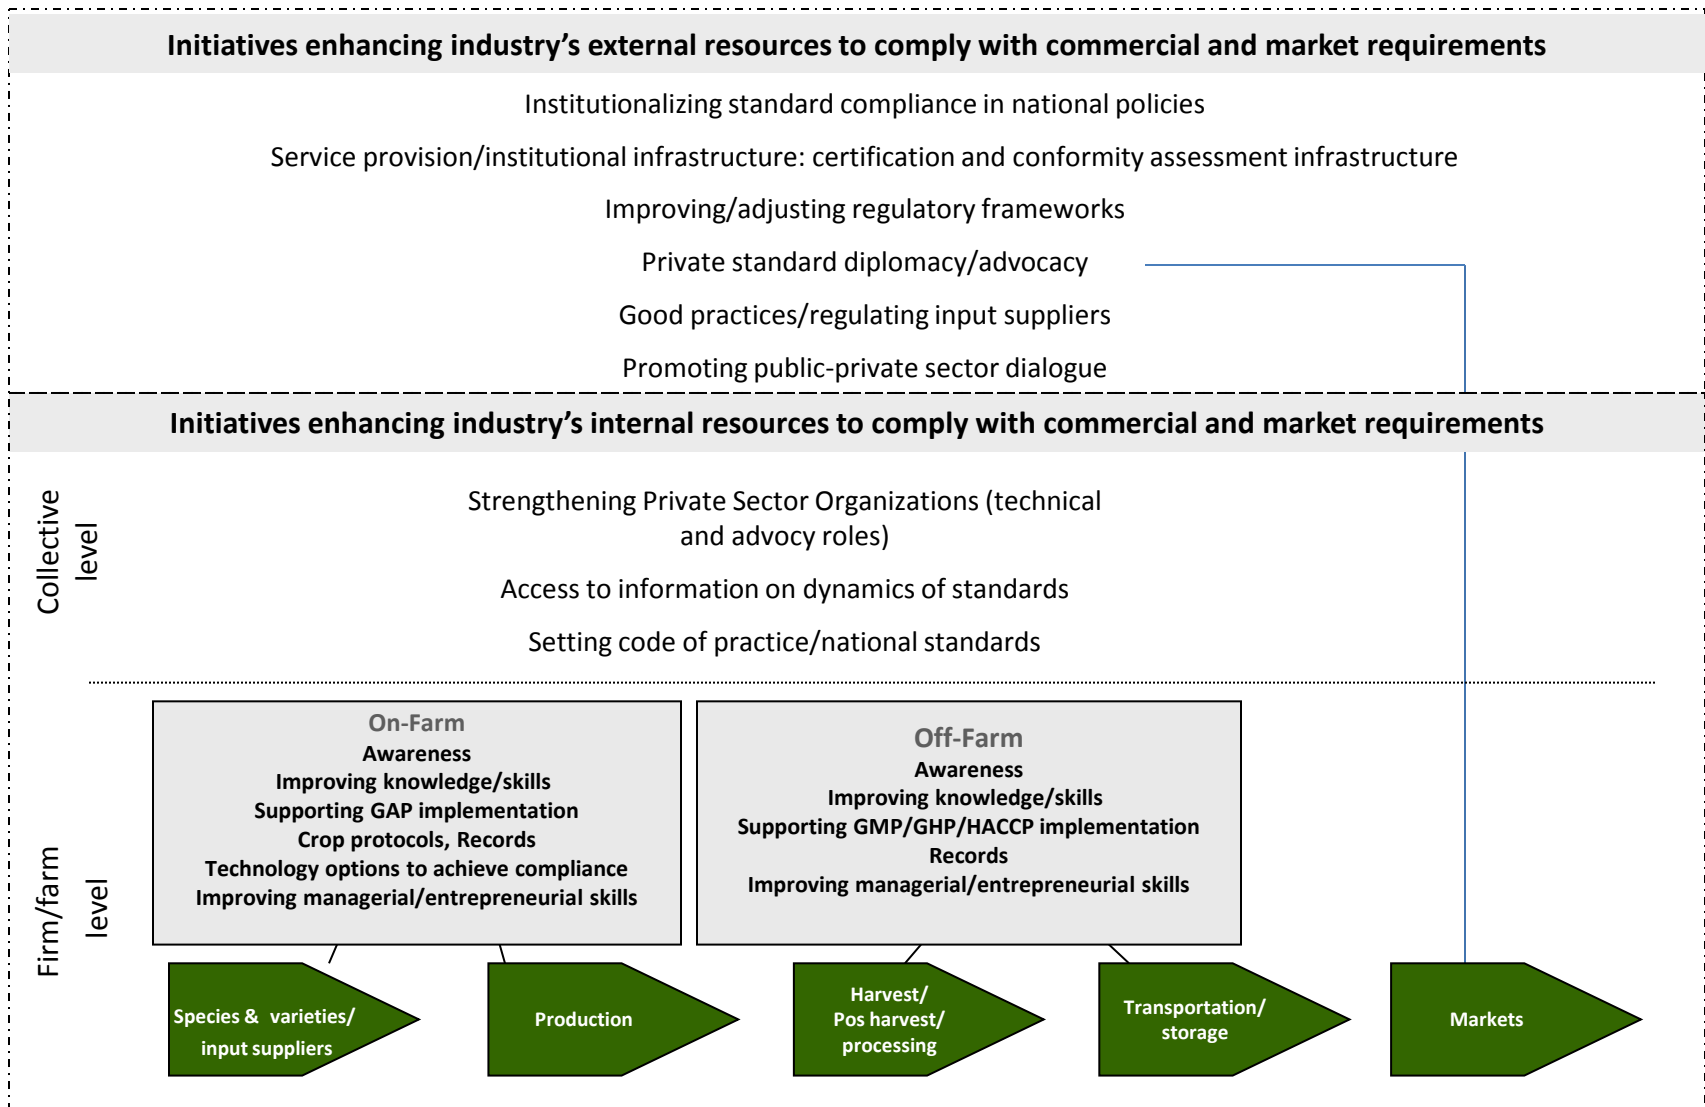 Initiatives enhancing industry’s external resources to comply with commercial and market requirements
Institutionalizing standard compliance in national policies
Service provision/institutional infrastructure: certification and conformity assessment infrastructure
Improving/adjusting regulatory frameworks
Private standard diplomacy/advocacy
Good practices/regulating input suppliers
Promoting public-private sector dialogue
Initiatives enhancing industry’s internal resources to comply with commercial and market requirements
Collective
level
Strengthening Private Sector Organizations (technical
and advocy roles)
Access to information on dynamics of standards
Setting code of practice/national standards
Firm/farm
level
On-Farm
Awareness
Improving knowledge/skills
Supporting GAP implementation
Crop protocols, Records
Technology options to achieve compliance
Improving managerial/entrepreneurial skills
Off-Farm
Awareness
Improving knowledge/skills
Supporting GMP/GHP/HACCP implementation
Records
Improving managerial/entrepreneurial skills
Species & varieties/
input suppliers
Production
Harvest/
Pos harvest/
processing
Transportation/
storage
Markets